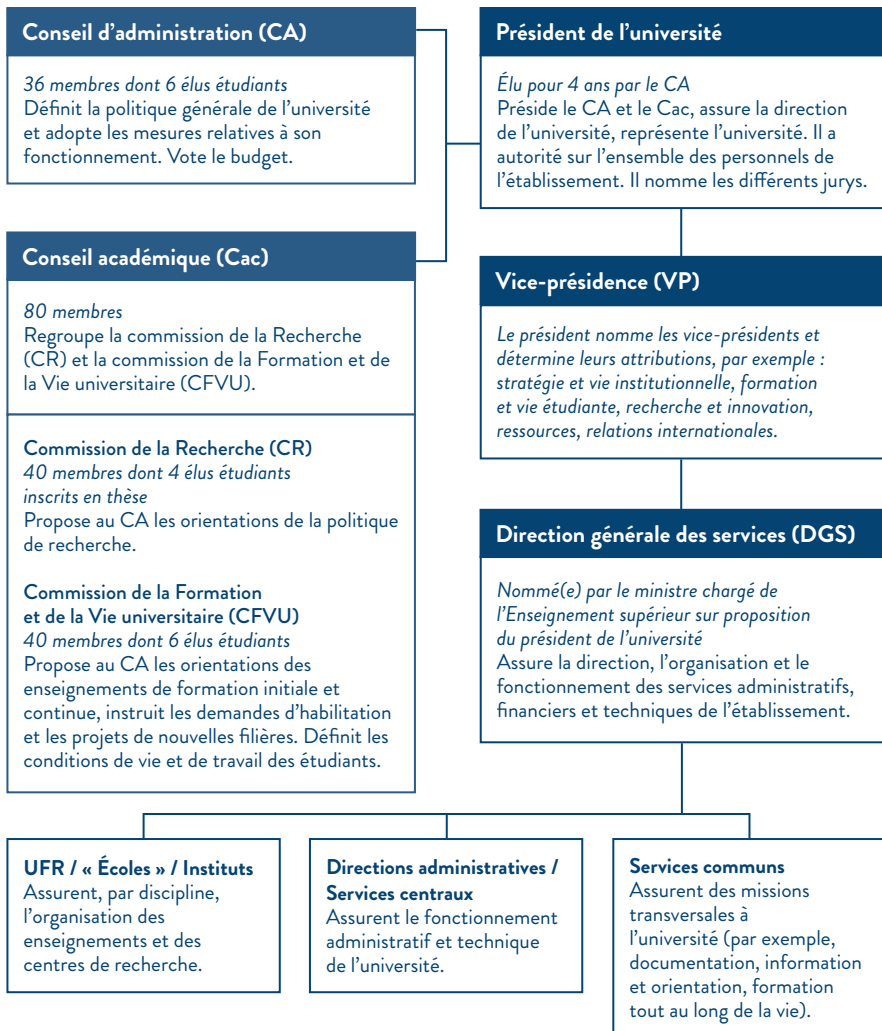 Conseil d’administration (CA)
36 membres dont 6 élus étudiants
Définit la politique générale de l’université
et adopte les mesures relatives à son
fonctionnement. Vote le budget.
Président de l’université
Élu pour 4 ans par le CA
Préside le CA et le Cac, assure la direction
de l’université, représente l’université. Il a
autorité sur l’ensemble des personnels de
l’établissement. Il nomme les différents jurys.
Conseil académique (Cac)
80 membres
Regroupe la commission de la Recherche
(CR) et la commission de la Formation et de
la Vie universitaire (CFVU).
Commission de la Recherche (CR)
40 membres dont 4 élus étudiants
inscrits en thèse
Propose au CA les orientations de la politique
de recherche.
Commission de la Formation
et de la Vie universitaire (CFVU)
40 membres dont 6 élus étudiants
Propose au CA les orientations des
enseignements de formation initiale et
continue, instruit les demandes d’habilitation
et les projets de nouvelles filières. Définit les
conditions de vie et de travail des étudiants.
Vice-présidence (VP)
Le président nomme les vice-présidents et
détermine leurs attributions, par exemple :
stratégie et vie institutionnelle, formation
et vie étudiante, recherche et innovation,
ressources, relations internationales.
Direction générale des services (DGS)
Nommé(e) par le ministre chargé de
l’Enseignement supérieur sur proposition
du président de l’université
Assure la direction, l’organisation et le
fonctionnement des services administratifs,
financiers et techniques de l’établissement.
UFR / « Écoles » / Instituts
Assurent, par discipline,
l’organisation des
enseignements et des
centres de recherche.
Directions administratives /
Services centraux
Assurent le fonctionnement
administratif et technique
de l’université.
Services communs
Assurent des missions
transversales à
l’université (par exemple,
documentation, information
et orientation, formation
tout au long de la vie).